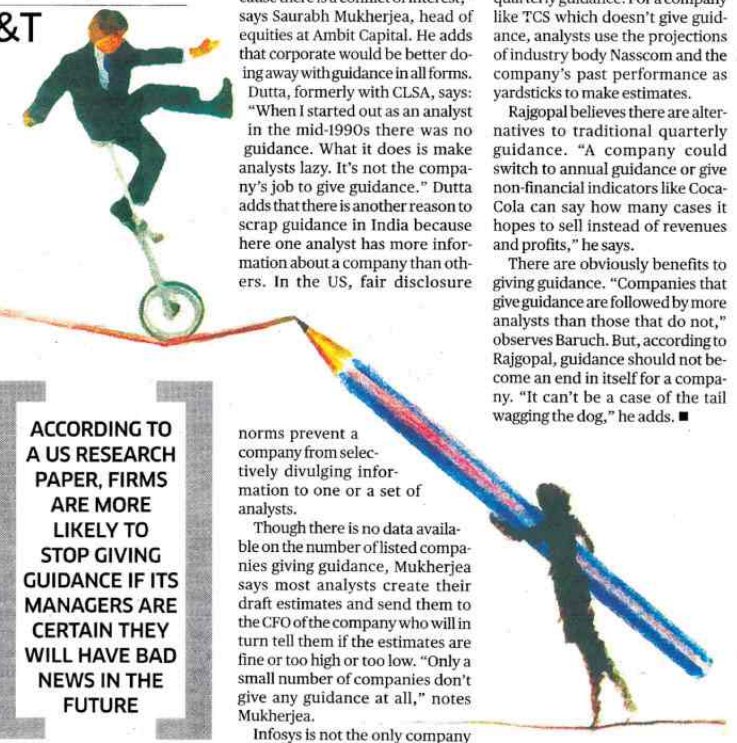 &T
cause there is a conflict of interest,"
says Saurabh Mukherjea, head of
equities at Ambit Capital. He adds
that corporate would be better do-
ing away with guidance in all forms.
Dutta, formerly with CLSA, says:
"When I started out as an analyst
in the mid-1990s there was no
guidance. What it does is make
analysts lazy. It's not the compa-
ny's job to give guidance." Dutta
adds that there is another reason to
scrap guidance in India because
here one analyst has more infor-
mation about a company than oth-
ers. In the US, fair disclosure
norms prevent a
company from selec-
tively divulging infor-
mation to one or a set of
analysts.
Though there is no data availa-
ble on the number of listed compa-
nies giving guidance, Mukherjea
says most analysts create their
draft estimates and send them to
the CFO of the company who will in
turn tell them if the estimates are
fine or too high or too low. "Only a
small number of companies don't
give any guidance at all," notes
Mukherjea.
Infosys is not the only company
quarterly guidance. For a company
like TCS which doesn't give guid-
ance, analysts use the projections
of industry body Nasscom and the
company's past performance as
yardsticks to make estimates.
Rajgopal believes there are alter-
natives to traditional quarterly
guidance. "A company could
switch to annual guidance or give
non-financial indicators like Coca-
Cola can say how many cases it
hopes to sell instead of revenues
and profits," he says.
There are obviously benefits to
giving guidance. "Companies that
give guidance are followed by more
analysts than those that do not,"
observes Baruch. But, according to
Rajgopal, guidance should not be-
come an end in itself for a compa-
ny. "It can't be a case of the tail
wagging the dog," he adds. ■
ACCORDING TO
A US RESEARCH
PAPER, FIRMS
ARE MORE
LIKELY TO
STOP GIVING
GUIDANCE IF ITS
MANAGERS ARE
CERTAIN THEY
WILL HAVE BAD
NEWS IN THE
FUTURE